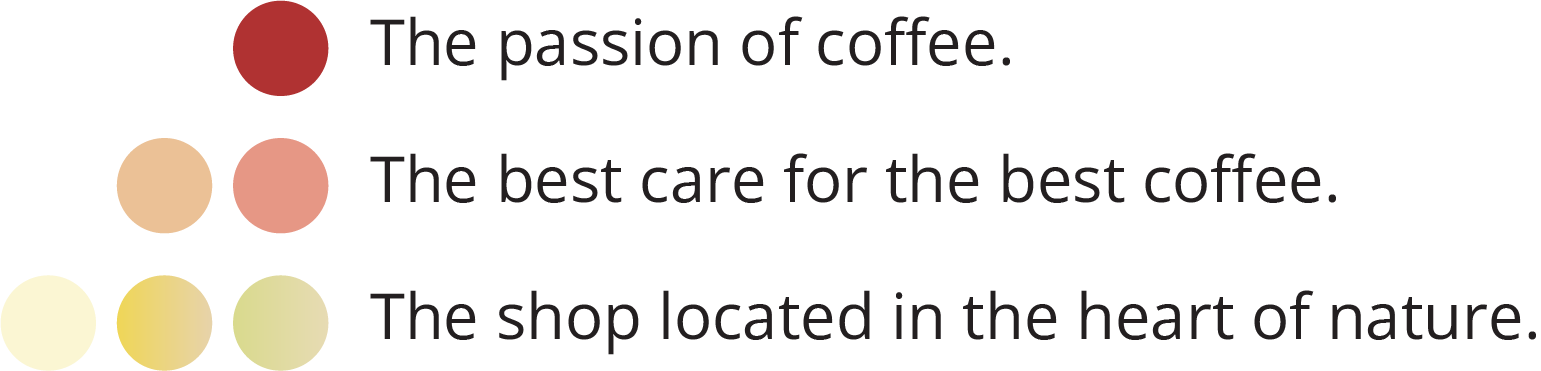 The passion of coffee.
The best care for the best coffee.
The shop located in the heart of nature.